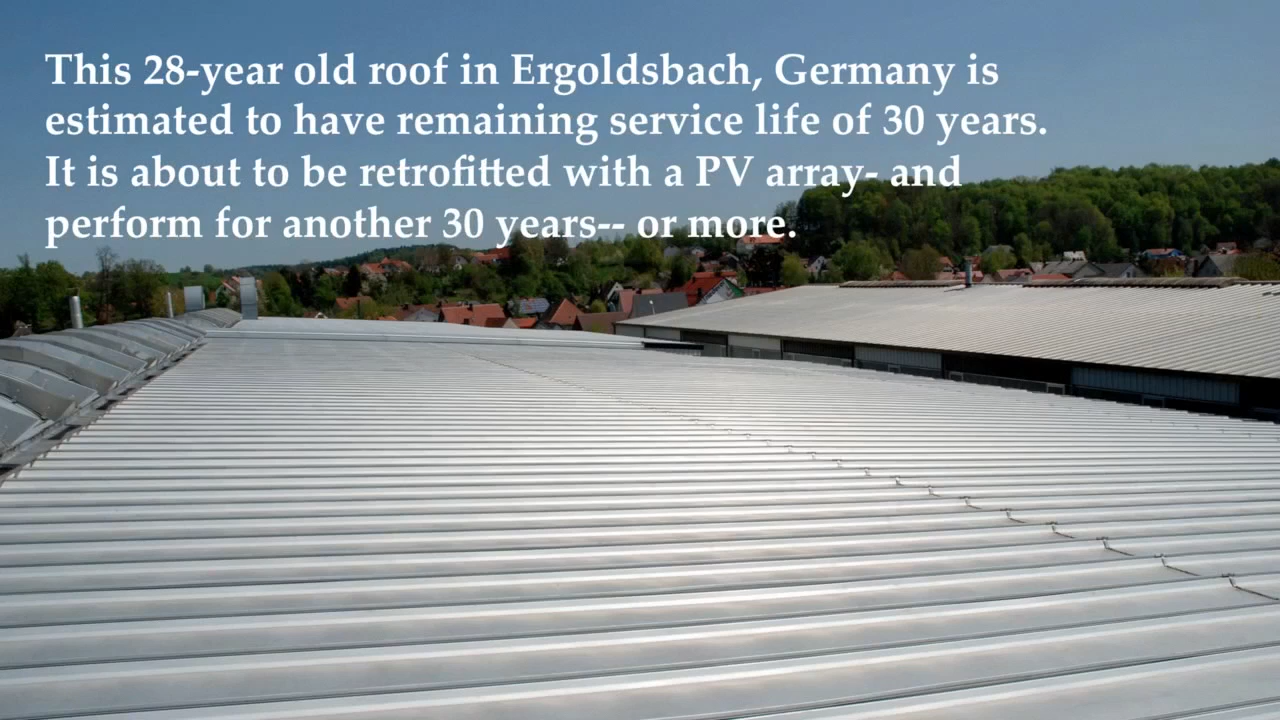 This 28-year old roof in Ergoldsbach, Germany is
estimated to have remaining service life of 30 years.
It is about to be retrofitted with a PV array- and
perform for another 30 years-- or more.